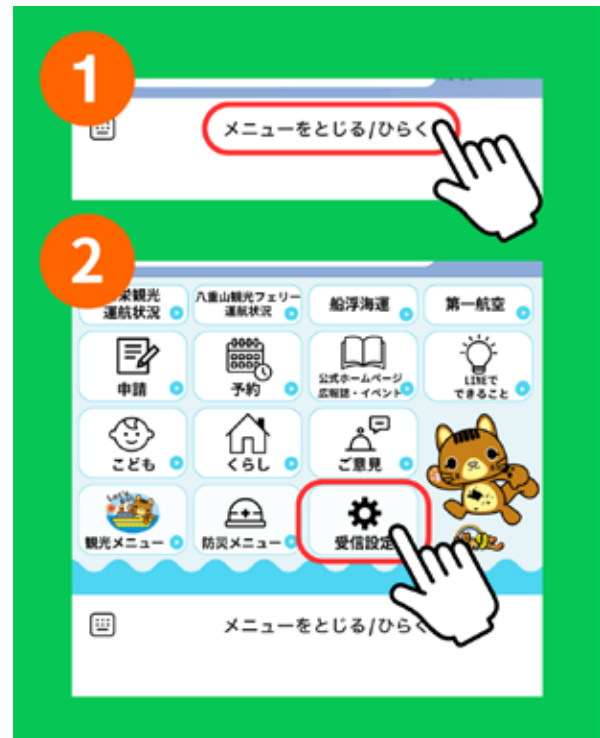 1
メニューをとじる/ひらく
2
栄観光
運航状況
八重山観光フェリー
運航状況
船浮海運
第一航空
申請
予約
公式ホームページ
広報誌・イベント
LINEで
できること
こども
くらし
ご意見
観光メニュー
防災メニュー
受信設定
メニューをとじる/ひらく